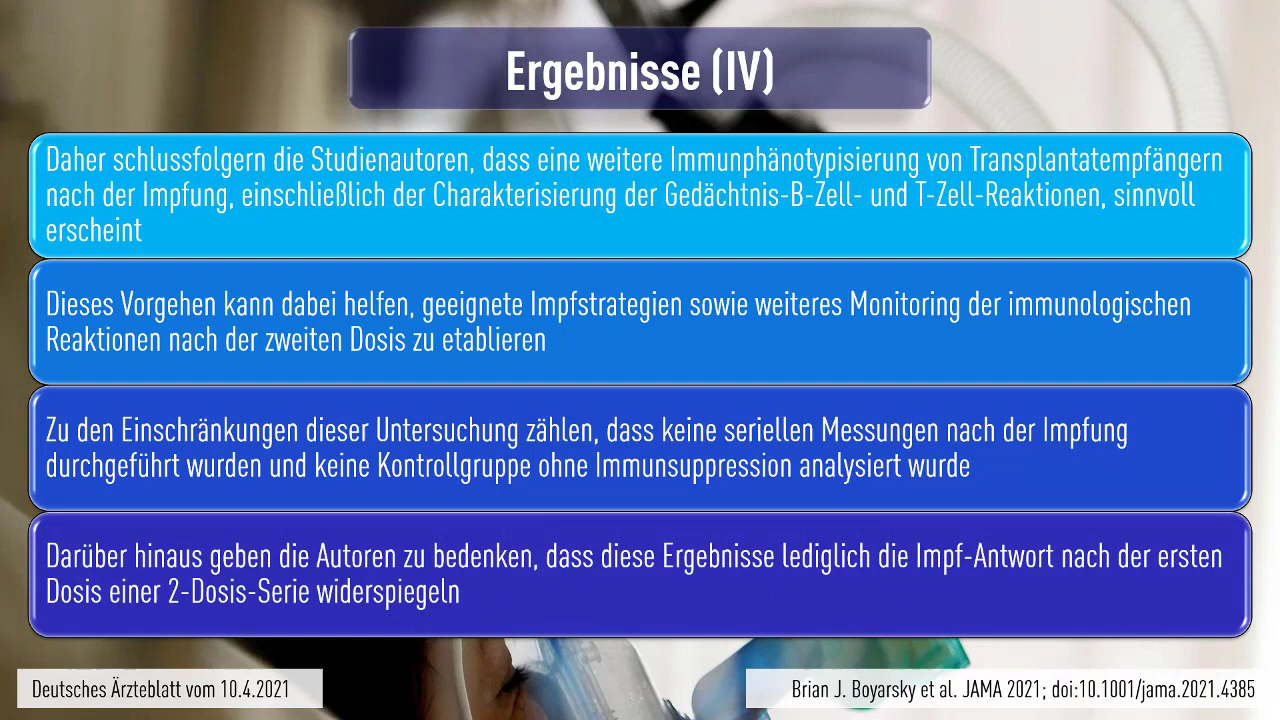 Ergebnisse (IV)
Daher schlussfolgern die Studienautoren, dass eine weitere Immunphänotypisierung von Transplantatempfängern
nach der Impfung, einschließlich der Charakterisierung der Gedächtnis-B-Zell- und T-Zell-Reaktionen, sinnvoll
erscheint
Dieses Vorgehen kann dabei helfen, geeignete Impfstrategien sowie weiteres Monitoring der immunologischen
Reaktionen nach der zweiten Dosis zu etablieren
Zu den Einschränkungen dieser Untersuchung zählen, dass keine seriellen Messungen nach der Impfung
durchgeführt wurden und keine Kontrollgruppe ohne Immunsuppression analysiert wurde
Darüber hinaus geben die Autoren zu bedenken, dass diese Ergebnisse lediglich die Impf-Antwort nach der ersten
Dosis einer 2-Dosis-Serie widerspiegeln
Deutsches Ärzteblatt vom 10.4.2021
Brian J. Boyarsky et al. JAMA 2021; doi:10.1001/jama.2021.4385